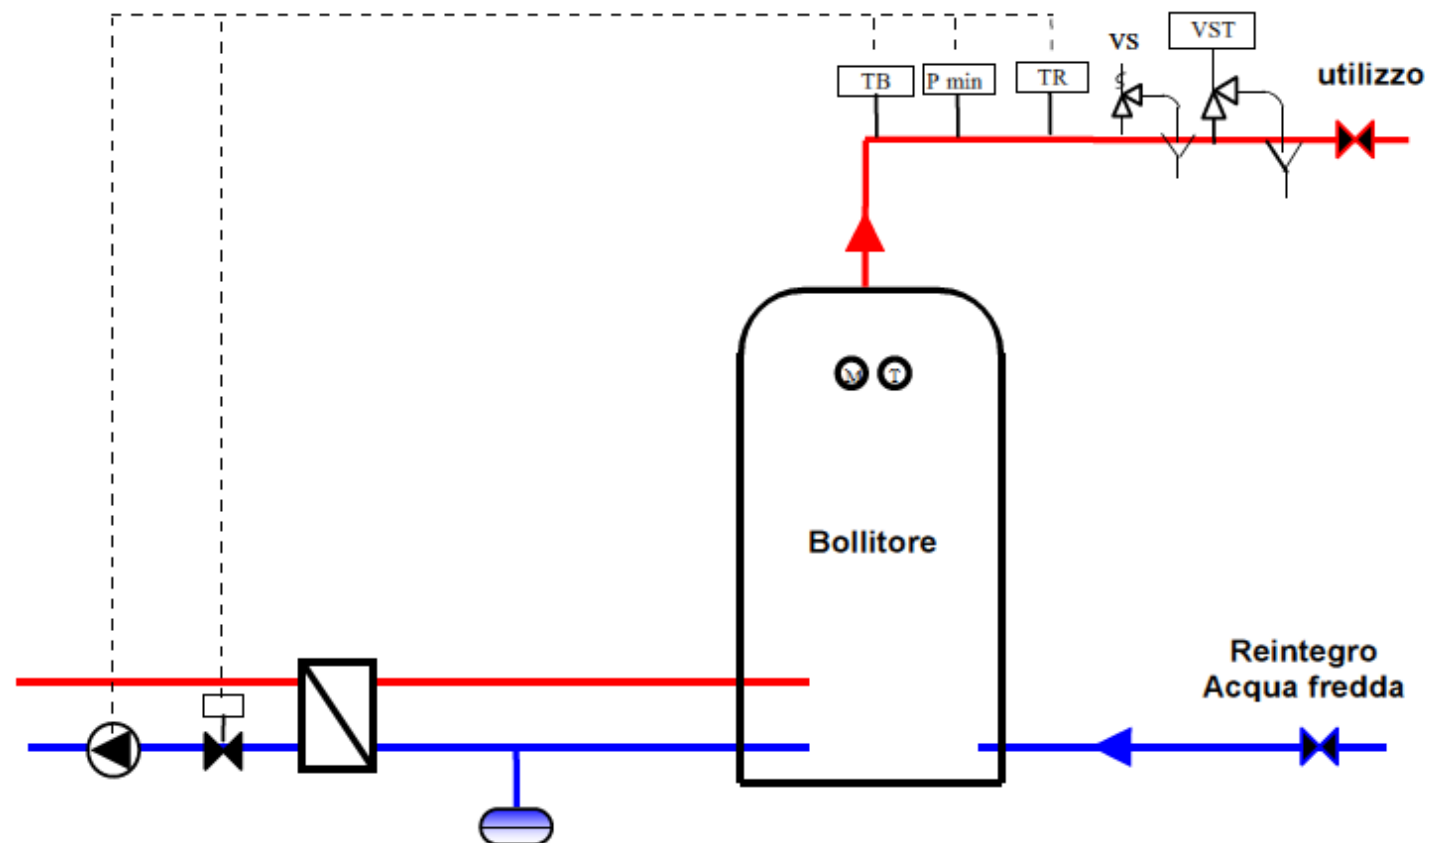 VS
VST
utilizzo
TB
P min
TR
M
T
Bollitore
Reintegro
Acqua fredda